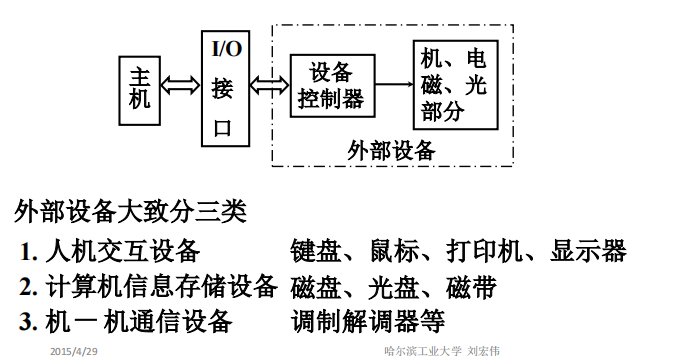 主机
I/O
接
口
设备
控制器
机、电
磁、光
部分
外部设备
外部设备大致分三类
1. 人机交互设备 键盘、鼠标、打印机、显示器
2. 计算机信息存储设备 磁盘、光盘、磁带
3. 机－机通信设备 调制解调器等
2015/4/29 哈尔滨工业大学 刘宏伟